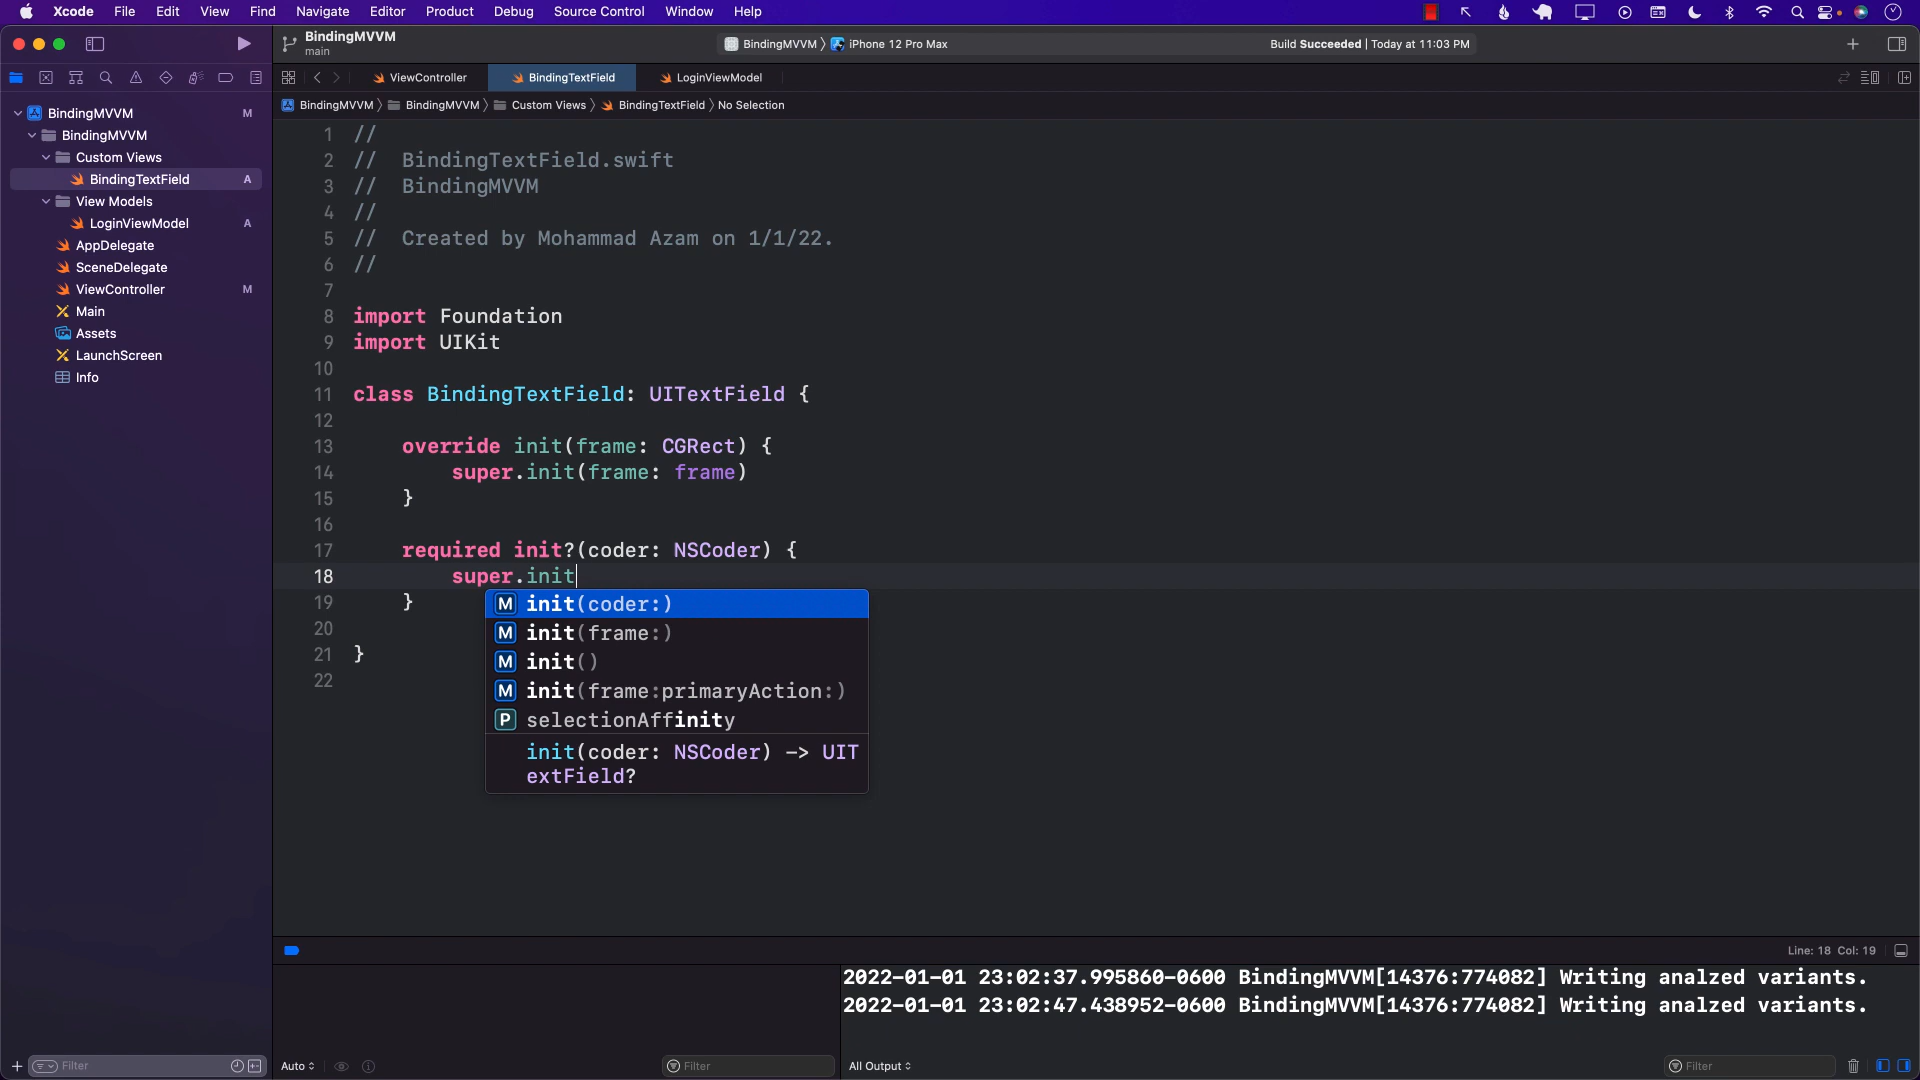 Xcode File Edit View Find Navigate Editor Product Debug Source Control Window Help
BindingMVVM
main
BindingMVVM 〉 iPhone 12 Pro Max
Build Succeeded | Today at 11:03 PM
ViewController
BindingTextField
LoginViewModel
BindingMVVM 〉 BindingMVVM 〉 Custom Views 〉 BindingTextField 〉 No Selection
BindingMVVM M
BindingMVVM
Custom Views
BindingTextField A
View Models
LoginViewModel A
AppDelegate
SceneDelegate
ViewController M
Main
Assets
LaunchScreen
Info
1 //
2 //  BindingTextField.swift
3 //  BindingMVVM
4 //
5 //  Created by Mohammad Azam on 1/1/22.
6 //
7
8 import Foundation
9 import UIKit
10
11 class BindingTextField: UITextField {
12
13     override init(frame: CGRect) {
14         super.init(frame: frame)
15     }
16
17     required init?(coder: NSCoder) {
18         super.init
19     }
20
21 }
22
M init(coder:)
M init(frame:)
M init()
M init(frame:primaryAction:)
P selectionAffinity
init(coder: NSCoder) -> UIT
extField?
Line: 18 Col: 19
2022-01-01 23:02:37.995860-0600 BindingMVVM[14376:774082] Writing analzed variants.
2022-01-01 23:02:47.438952-0600 BindingMVVM[14376:774082] Writing analzed variants.
Filter
Auto
Filter
All Output
Filter